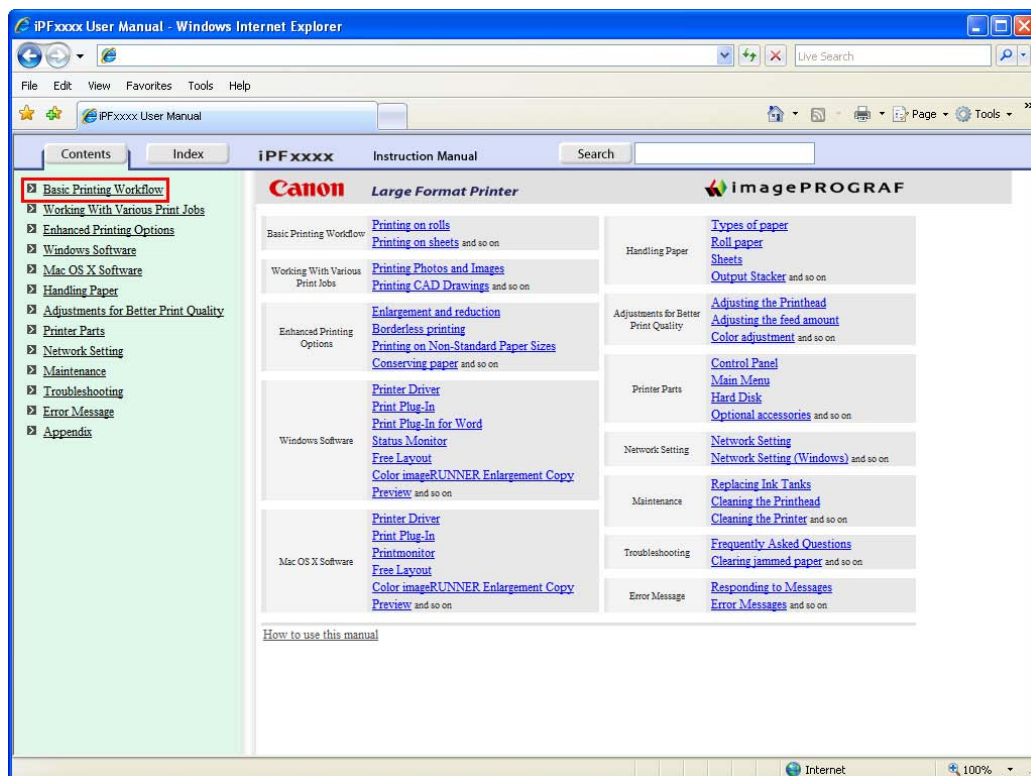 iPFxxxx User Manual - Windows Internet Explorer
Live Search
File Edit View Favorites Tools Help
iPFxxxx User Manual
Page Tools
Contents Index iPFxxxx Instruction Manual Search
Basic Printing Workflow
Working With Various Print Jobs
Enhanced Printing Options
Windows Software
Mac OS X Software
Handling Paper
Adjustments for Better Print Quality
Printer Parts
Network Setting
Maintenance
Troubleshooting
Error Message
Appendix
Canon Large Format Printer imagePROGRAF
Basic Printing Workflow
Printing on rolls
Printing on sheets and so on
Working With Various
Print Jobs
Printing Photos and Images
Printing CAD Drawings and so on
Enhanced Printing
Options
Enlargement and reduction
Borderless printing
Printing on Non-Standard Paper Sizes
Conserving paper and so on
Windows Software
Printer Driver
Print Plug-In
Print Plug-In for Word
Status Monitor
Free Layout
Color imageRUNNER Enlargement Copy
Preview and so on
Mac OS X Software
Printer Driver
Print Plug-In
Printmonitor
Free Layout
Color imageRUNNER Enlargement Copy
Preview and so on
Handling Paper
Types of paper
Roll paper
Sheets
Output Stacker and so on
Adjustments for Better
Print Quality
Adjusting the Printhead
Adjusting the feed amount
Color adjustment and so on
Printer Parts
Control Panel
Main Menu
Hard Disk
Optional accessories and so on
Network Setting
Network Setting
Network Setting (Windows) and so on
Maintenance
Replacing Ink Tanks
Cleaning the Printhead
Cleaning the Printer and so on
Troubleshooting
Frequently Asked Questions
Clearing jammed paper and so on
Error Message
Responding to Messages
Error Messages and so on
How to use this manual
Internet 100%